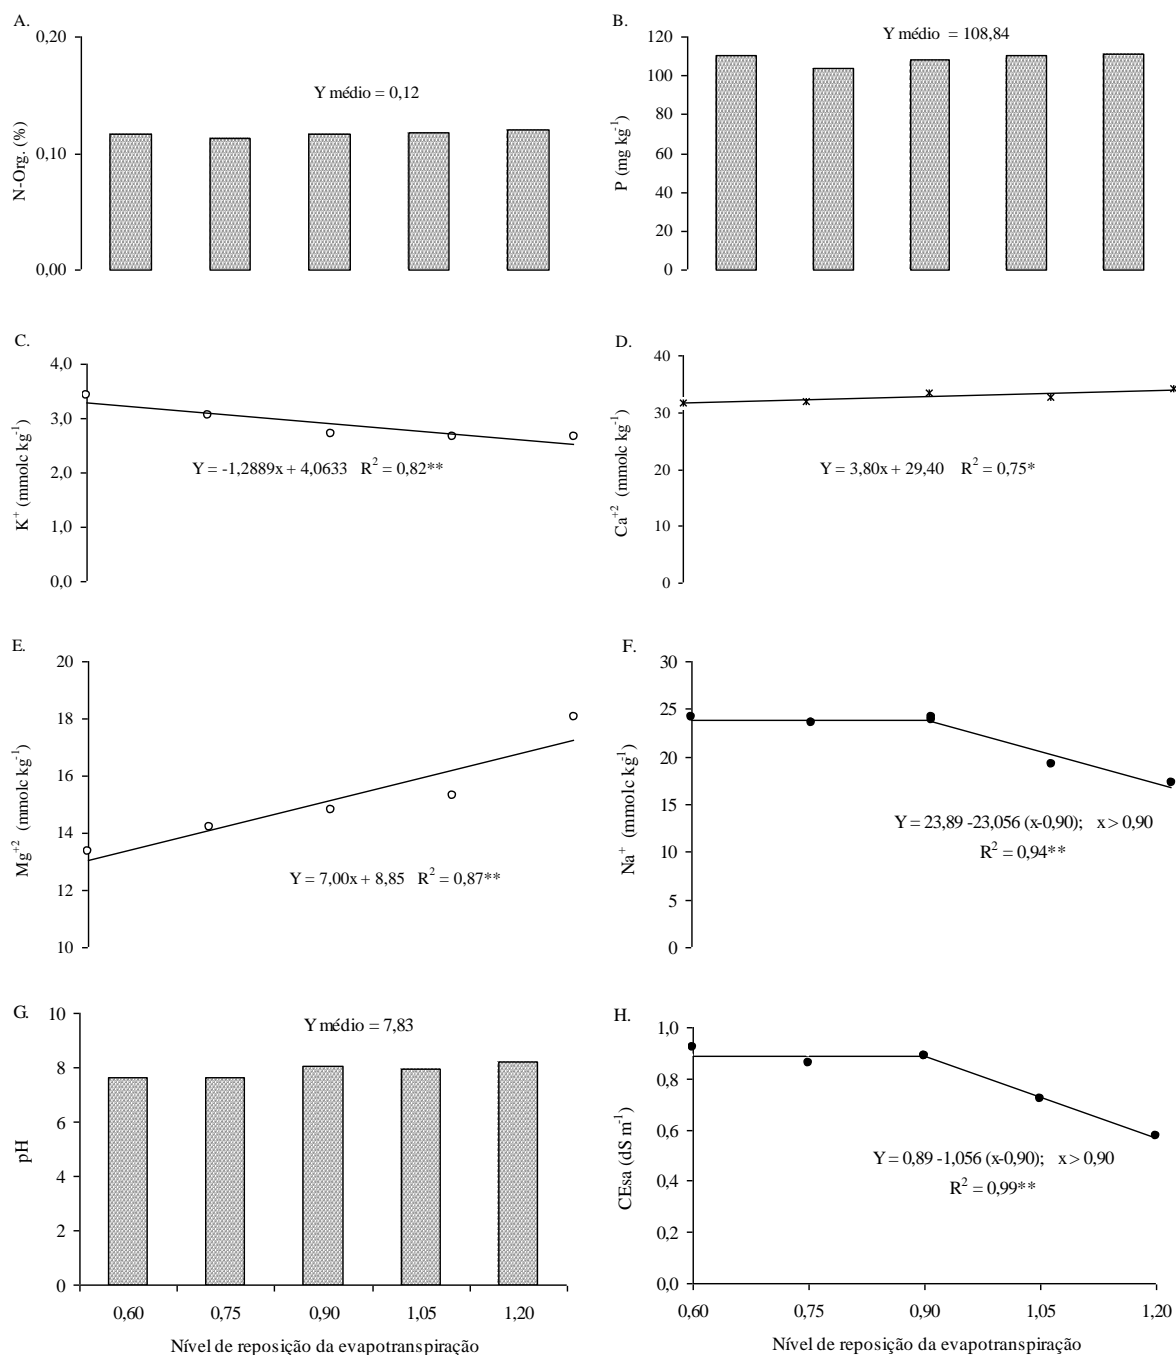 A.
Y médio = 0,12
N-Org. (%)
0,20
0,10
0,00
B.
Y médio = 108,84
P (mg kg-1)
120
100
80
60
40
20
0
C.
K+ (mmolc kg-1)
4,0
3,0
2,0
1,0
0,0
Y = -1,2889x + 4,0633 R2 = 0,82**
D.
Ca+2 (mmolc kg-1)
40
30
20
10
0
Y = 3,80x + 29,40 R2 = 0,75*
E.
Mg+2 (mmolc kg-1)
20
18
16
14
12
10
Y = 7,00x + 8,85 R2 = 0,87**
F.
Na+ (mmolc kg-1)
30
25
20
15
10
5
0
Y = 23,89 -23,056 (x-0,90); x > 0,90
R2 = 0,94**
G.
Y médio = 7,83
pH
10
8
6
4
2
0
0,60 0,75 0,90 1,05 1,20
Nível de reposição da evapotranspiração
H.
CEsa (dS m-1)
1,0
0,8
0,6
0,4
0,2
0,0
Y = 0,89 -1,056 (x-0,90); x > 0,90
R2 = 0,99**
0,60 0,75 0,90 1,05 1,20
Nível de reposição da evapotranspiração